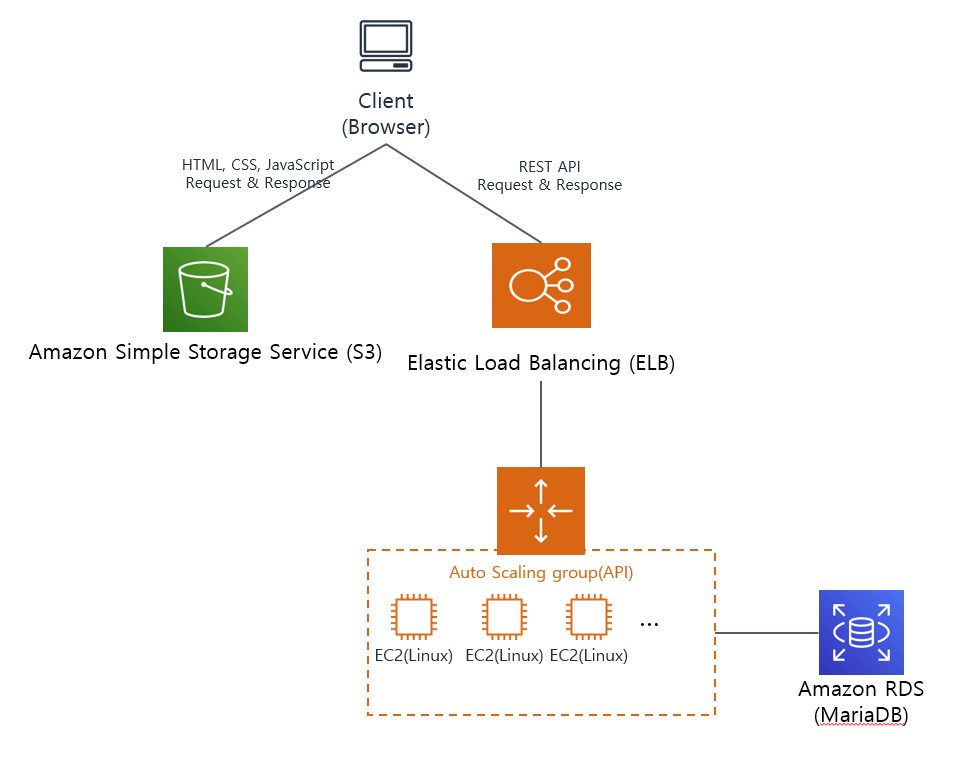 Client
(Browser)
HTML, CSS, JavaScript
Request & Response
REST API
Request & Response
Amazon Simple Storage Service (S3)
Elastic Load Balancing (ELB)
Auto Scaling group(API)
...
EC2(Linux) EC2(Linux) EC2(Linux)
Amazon RDS
(MariaDB)